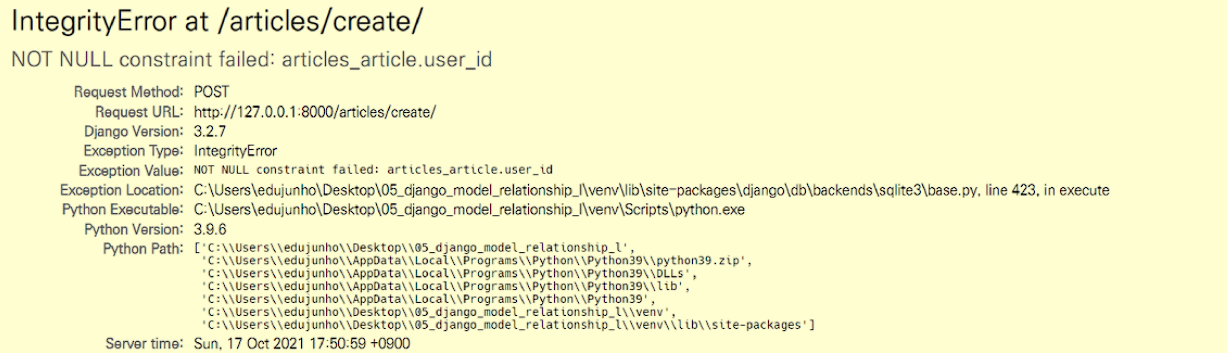 IntegrityError at /articles/create/
NOT NULL constraint failed: articles_article.user_id
Request Method: POST
Request URL: http://127.0.0.1:8000/articles/create/
Django Version: 3.2.7
Exception Type: IntegrityError
Exception Value: NOT NULL constraint failed: articles_article.user_id
Exception Location: C:\Users\edujunho\Desktop\05_django_model_relationship_I\venv\lib\site-packages\django\db\backends\sqlite3\base.py, line 423, in execute
Python Executable: C:\Users\edujunho\Desktop\05_django_model_relationship_I\venv\Scripts\python.exe
Python Version: 3.9.6
Python Path: ['C:\\Users\\edujunho\\Desktop\\05_django_model_relationship_l',
'C:\\Users\\edujunho\\AppData\\Local\\Programs\\Python\\Python39\\python39.zip',
'C:\\Users\\edujunho\\AppData\\Local\\Programs\\Python\\Python39\\DLLs',
'C:\\Users\\edujunho\\AppData\\Local\\Programs\\Python\\Python39\\lib',
'C:\\Users\\edujunho\\AppData\\Local\\Programs\\Python\\Python39',
'C:\\Users\\edujunho\\Desktop\\05_django_model_relationship_l\\venv',
'C:\\Users\\edujunho\\Desktop\\05_django_model_relationship_l\\venv\\lib\\site-packages']
Server time: Sun, 17 Oct 2021 17:50:59 +0900